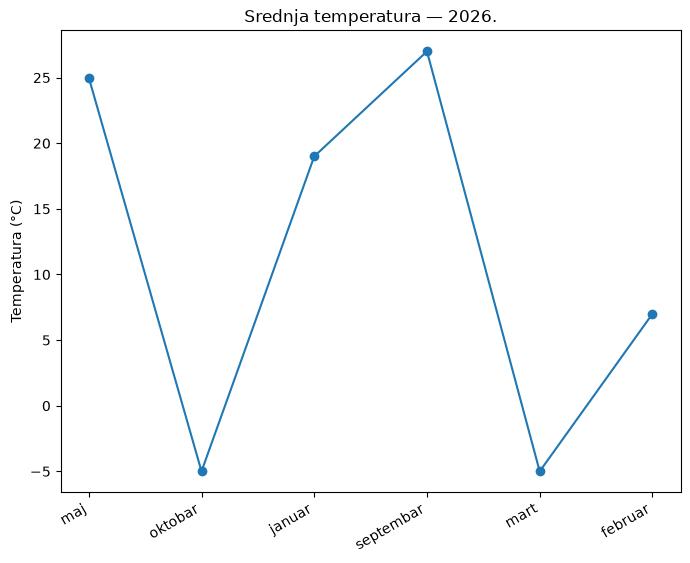 Srednja temperatura — 2026.
Temperatura (°C)
25
20
15
10
5
0
−5
maj
oktobar
januar
septembar
mart
februar